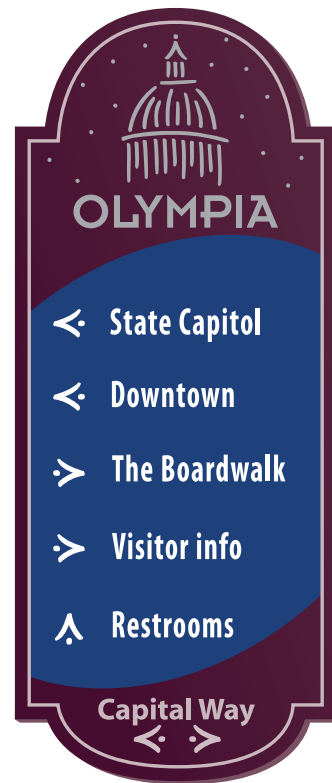 OLYMPIA
State Capitol
Downtown
The Boardwalk
Visitor info
Restrooms
Capital Way